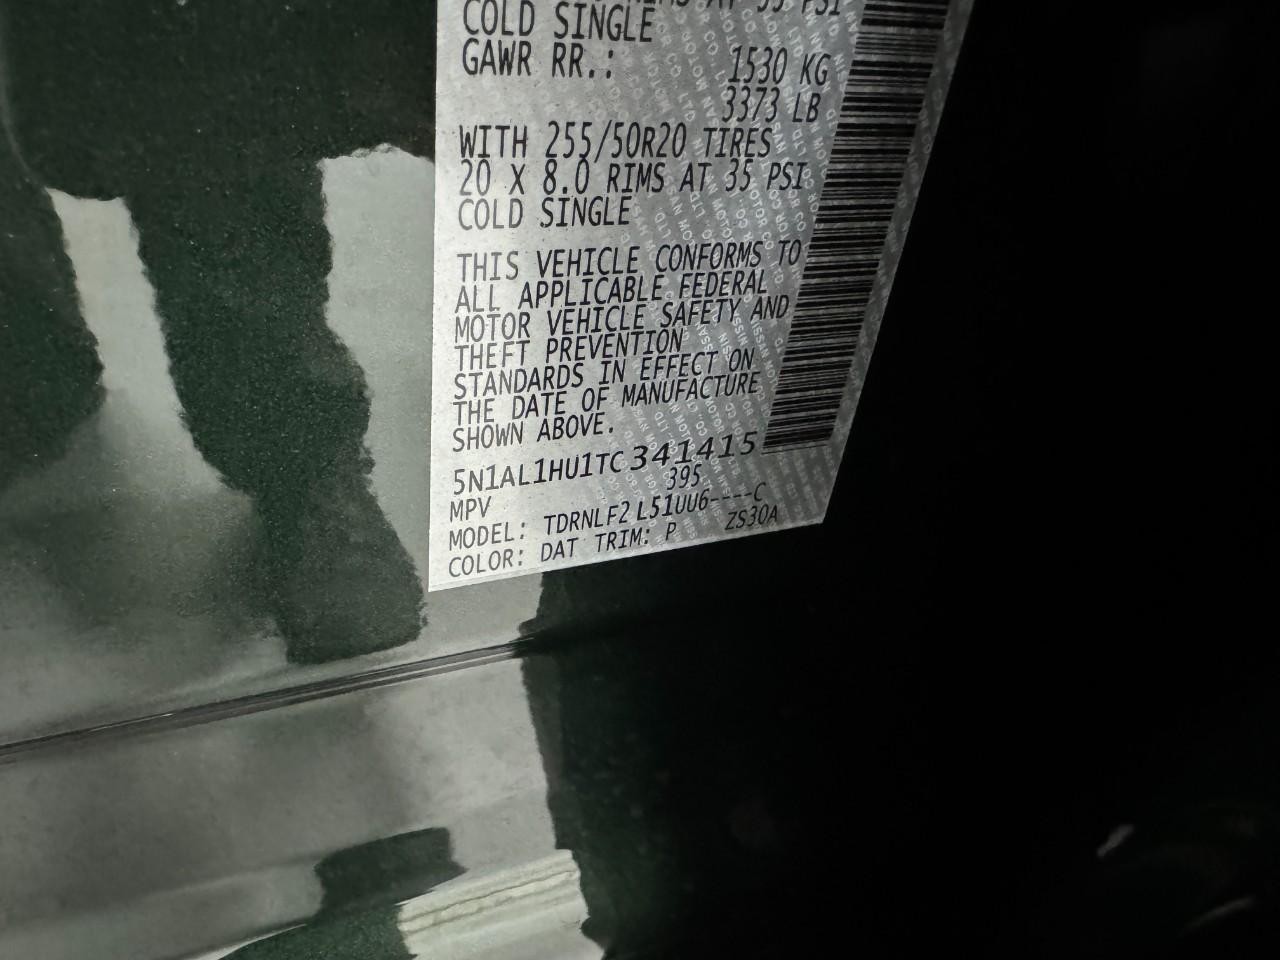 COLD SINGLE
GAWR RR.: 1530 KG
3373 LB
WITH 255/50R20 TIRES
20 X 8.0 RIMS AT 35 PSI
COLD SINGLE
THIS VEHICLE CONFORMS TO
ALL APPLICABLE FEDERAL
MOTOR VEHICLE SAFETY AND
THEFT PREVENTION
STANDARDS IN EFFECT ON
THE DATE OF MANUFACTURE
SHOWN ABOVE.
5N1AL1HU1TC341415
MPV 395
MODEL: TDRNLF2 L51UU6----C
COLOR: DAT TRIM: P ZS30A